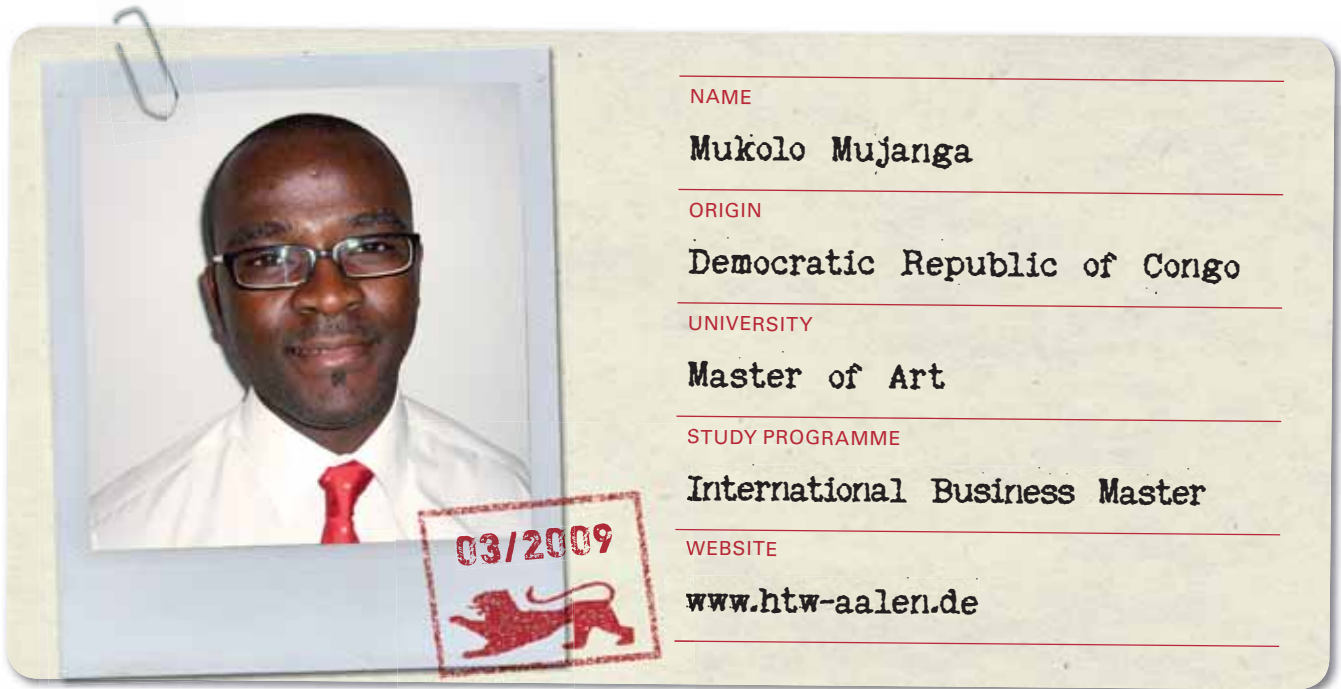 NAME
Mukolo Mujanga
ORIGIN
Democratic Republic of Congo
UNIVERSITY
Master of Art
STUDY PROGRAMME
International Business Master
WEBSITE
www.htw-aalen.de
03/2009